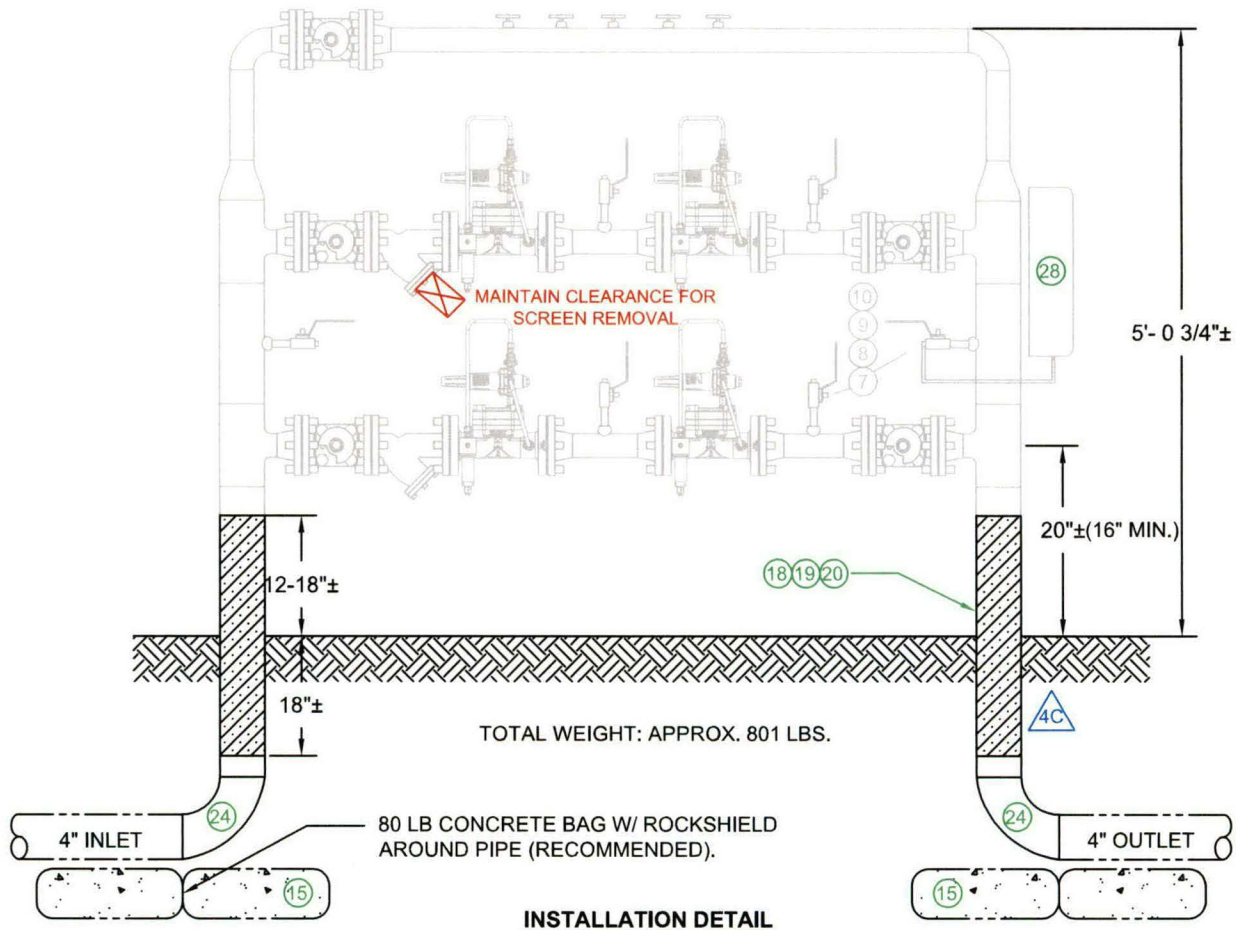 28
MAINTAIN CLEARANCE FOR
SCREEN REMOVAL
10
9
8
7
5'- 0 3/4"±
20"±(16" MIN.)
12-18"±
18 19 20
18"±
4C
TOTAL WEIGHT: APPROX. 801 LBS.
24
24
4" INLET
80 LB CONCRETE BAG W/ ROCKSHIELD
AROUND PIPE (RECOMMENDED).
4" OUTLET
15
15
INSTALLATION DETAIL